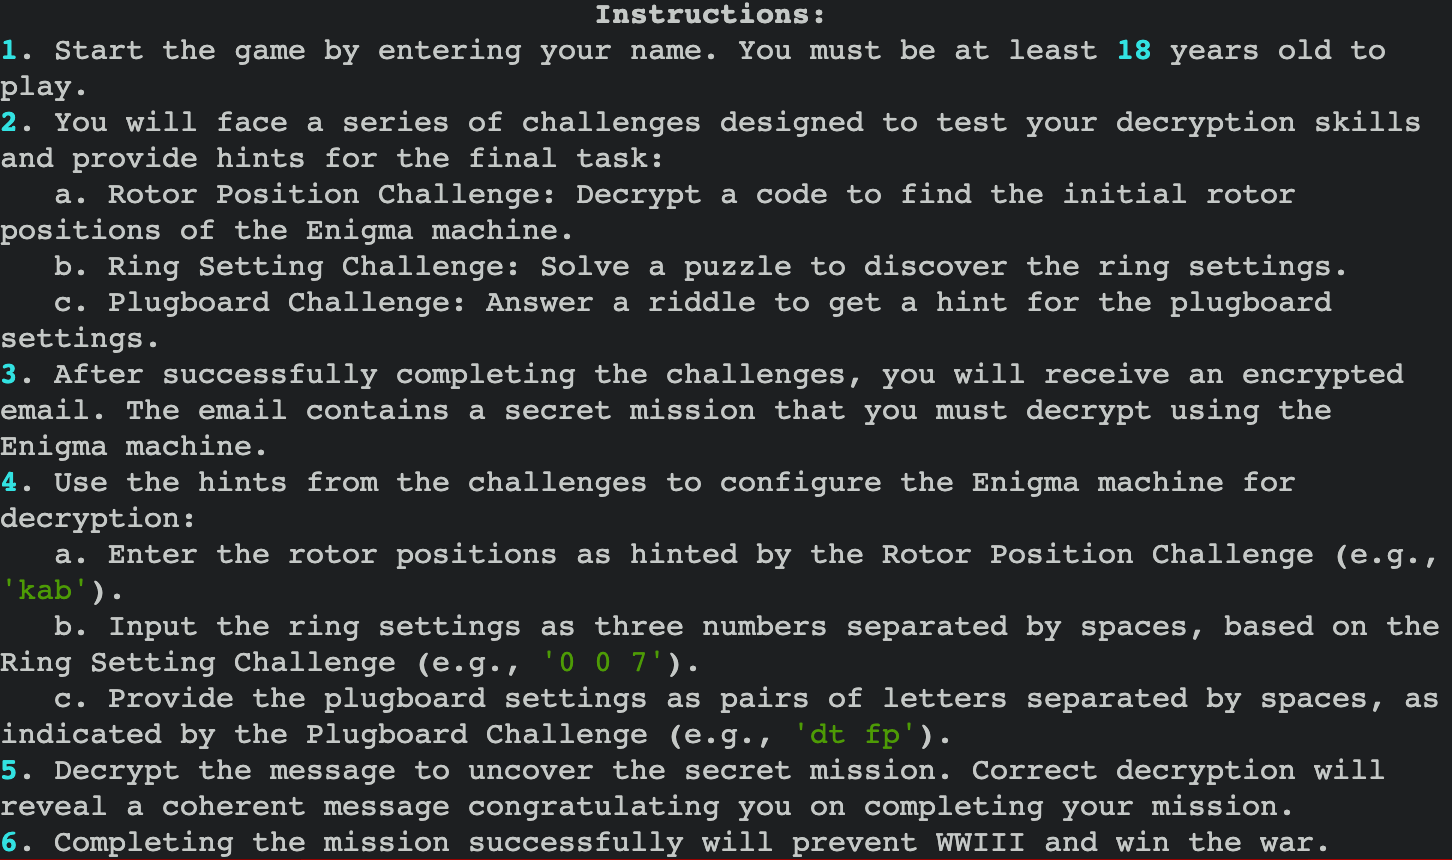 Instructions:
1. Start the game by entering your name. You must be at least 18 years old to
play.
2. You will face a series of challenges designed to test your decryption skills
and provide hints for the final task:
a. Rotor Position Challenge: Decrypt a code to find the initial rotor
positions of the Enigma machine.
b. Ring Setting Challenge: Solve a puzzle to discover the ring settings.
c. Plugboard Challenge: Answer a riddle to get a hint for the plugboard
settings.
3. After successfully completing the challenges, you will receive an encrypted
email. The email contains a secret mission that you must decrypt using the
Enigma machine.
4. Use the hints from the challenges to configure the Enigma machine for
decryption:
a. Enter the rotor positions as hinted by the Rotor Position Challenge (e.g.,
'kab').
b. Input the ring settings as three numbers separated by spaces, based on the
Ring Setting Challenge (e.g., '0 0 7').
c. Provide the plugboard settings as pairs of letters separated by spaces, as
indicated by the Plugboard Challenge (e.g., 'dt fp').
5. Decrypt the message to uncover the secret mission. Correct decryption will
reveal a coherent message congratulating you on completing your mission.
6. Completing the mission successfully will prevent WWIII and win the war.